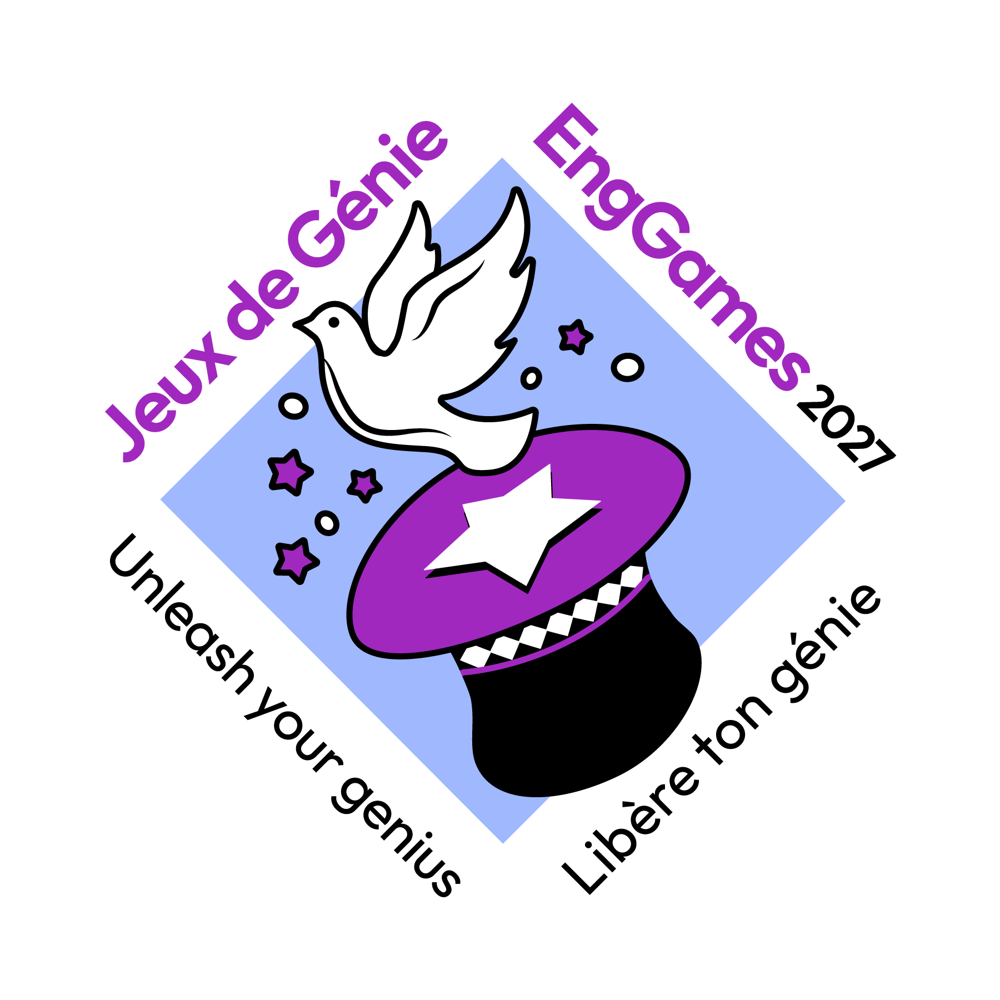 Jeux de Génie
EngGames 2027
Unleash your genius
Libère ton génie